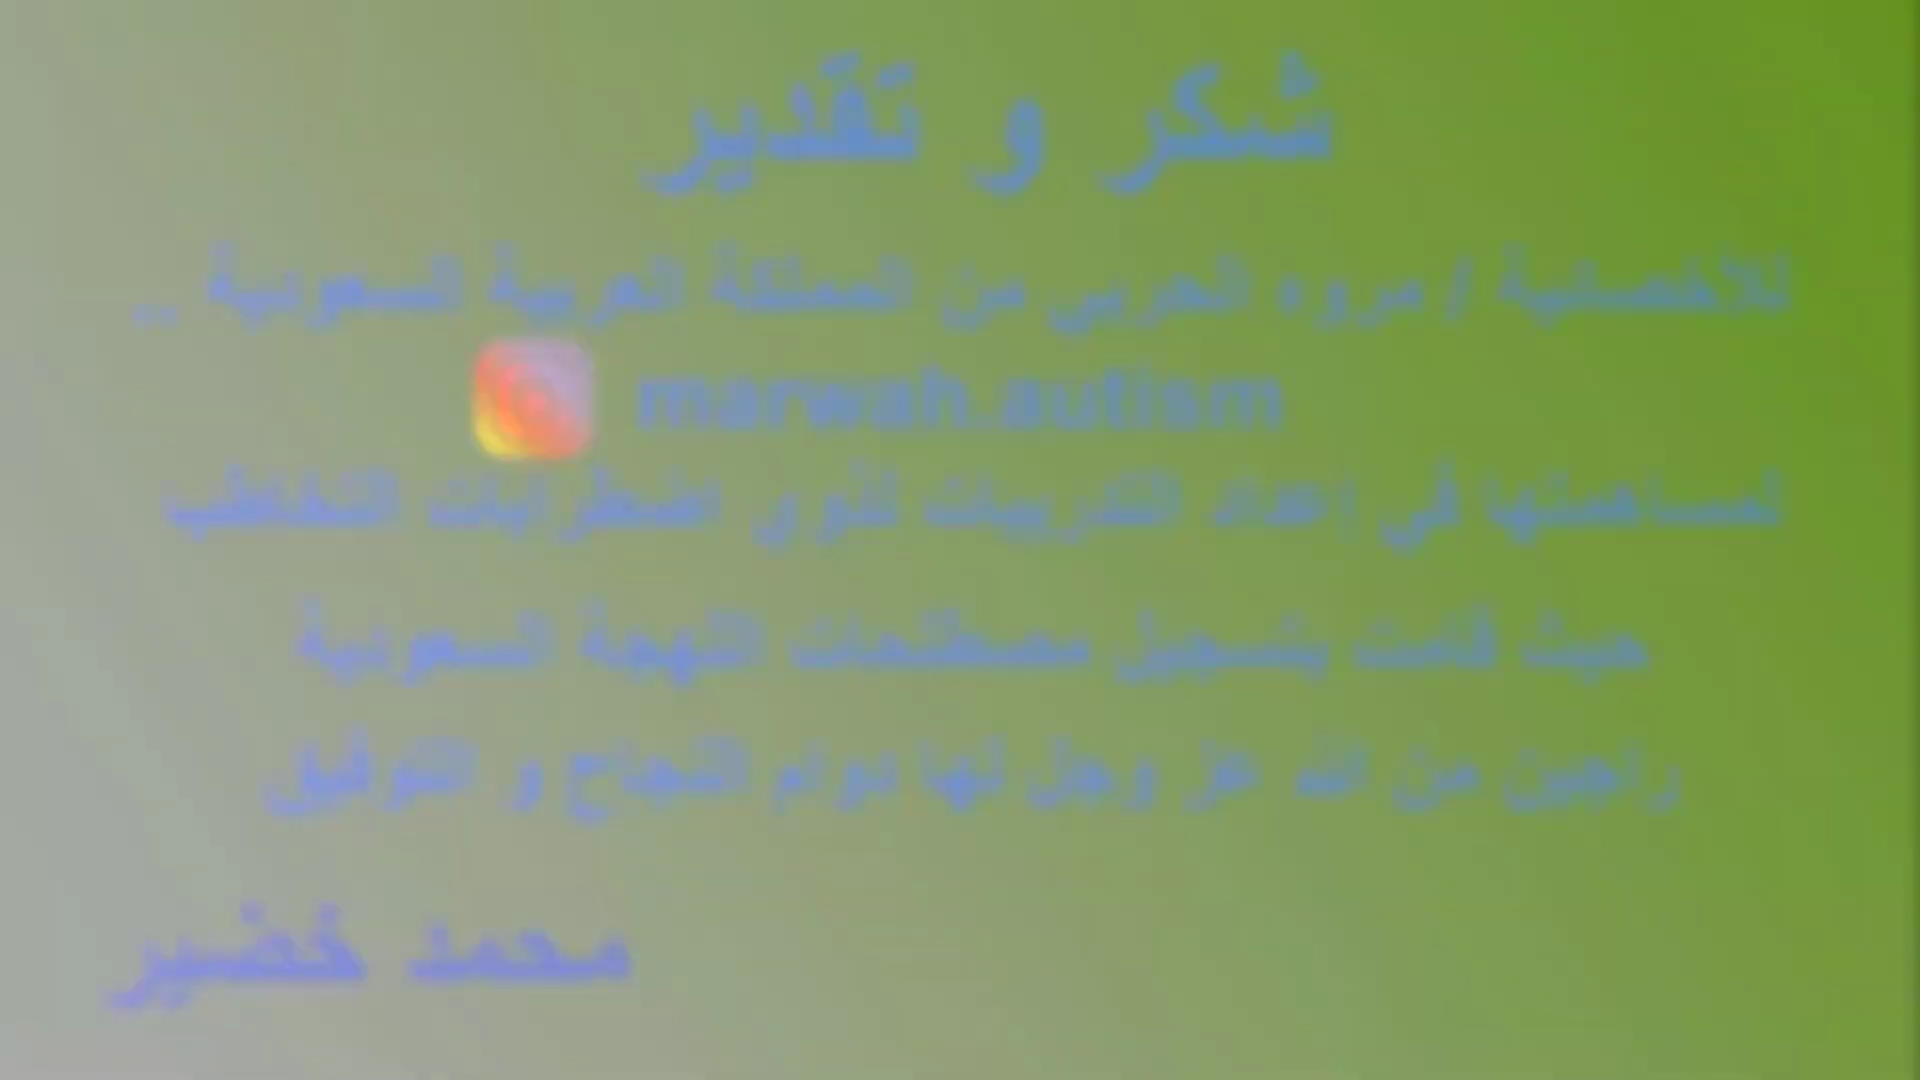 شكر و تقدير
للأخصائية / مروه الحربي من المملكة العربية السعودية ..
marwah.autism
لمساهمتها في إعداد التدريبات لذوي اضطرابات التخاطب
حيث قامت بتسجيل مصطلحات اللهجة السعودية
راجين من الله عز وجل لها دوام النجاح و التوفيق
محمد خضير